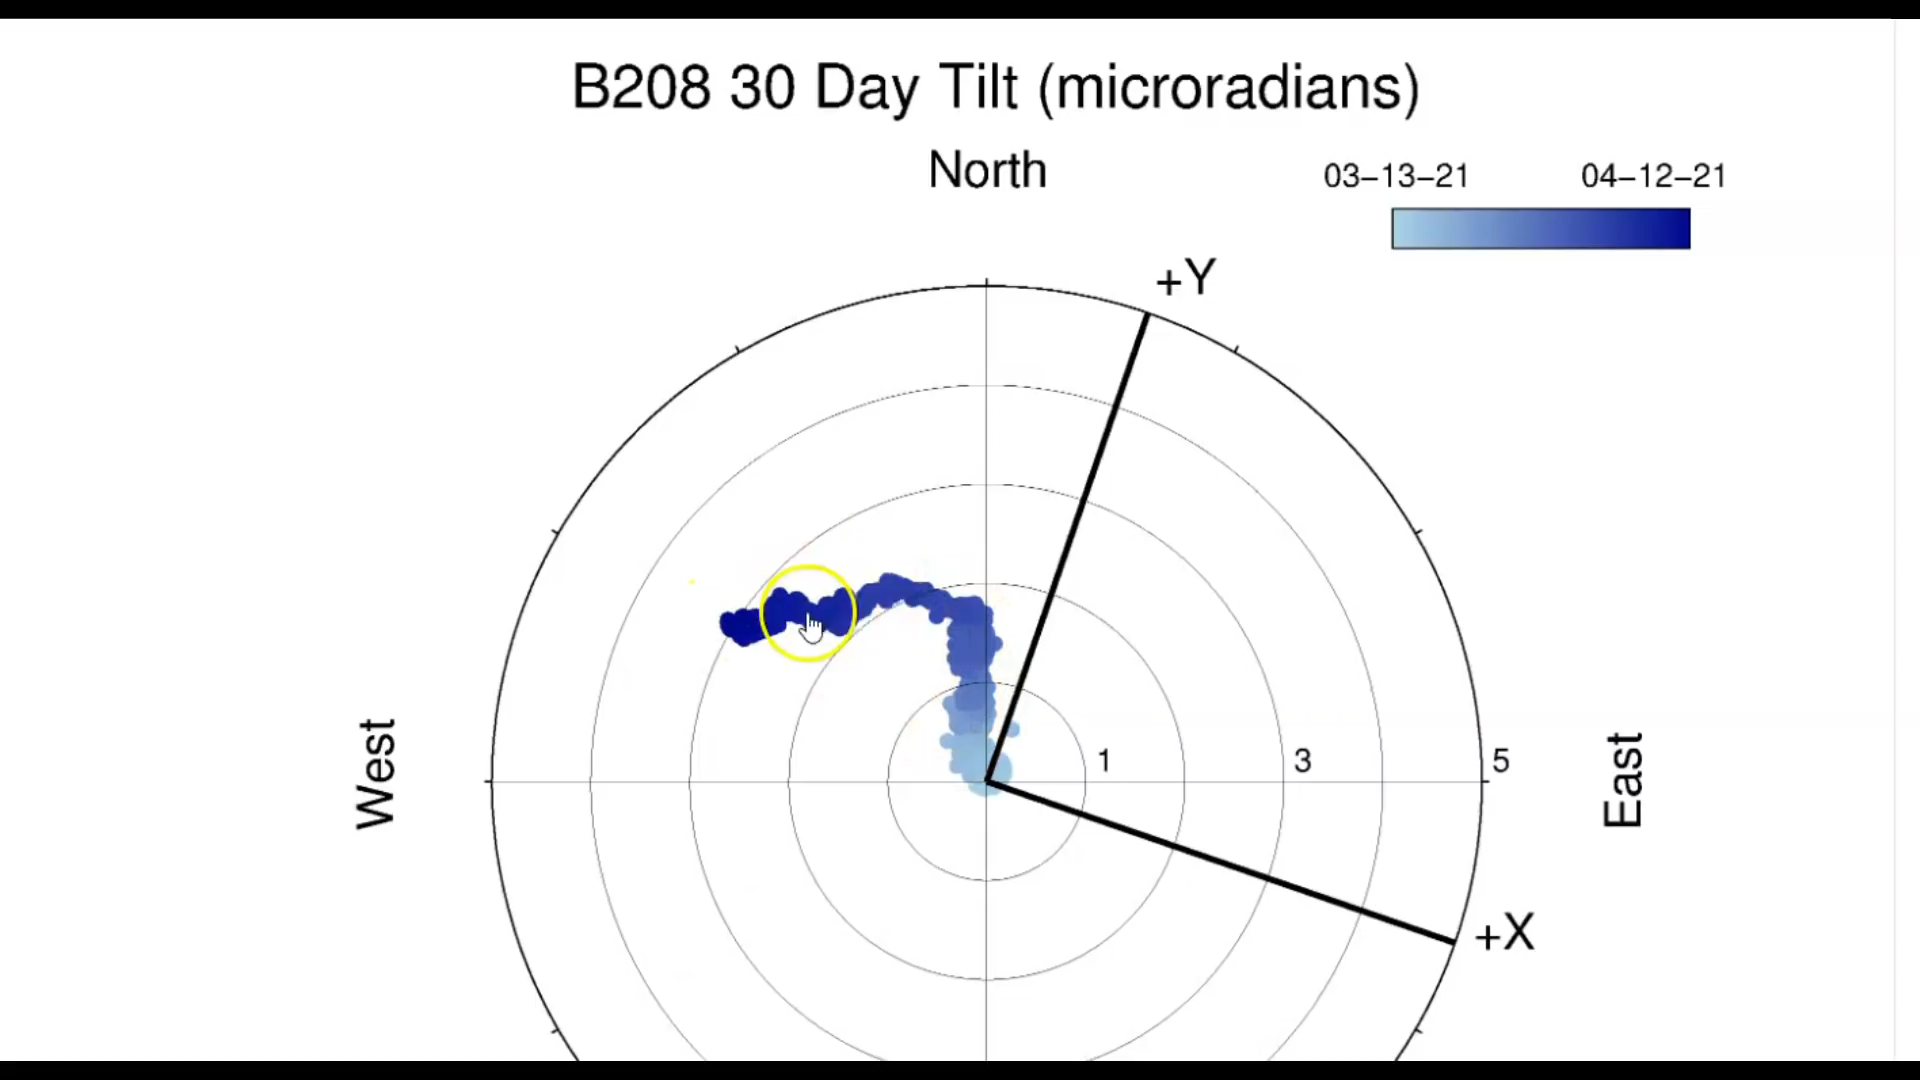 B208 30 Day Tilt (microradians)
North
03−13−21
04−12−21
+Y
West
1
3
5
East
+X